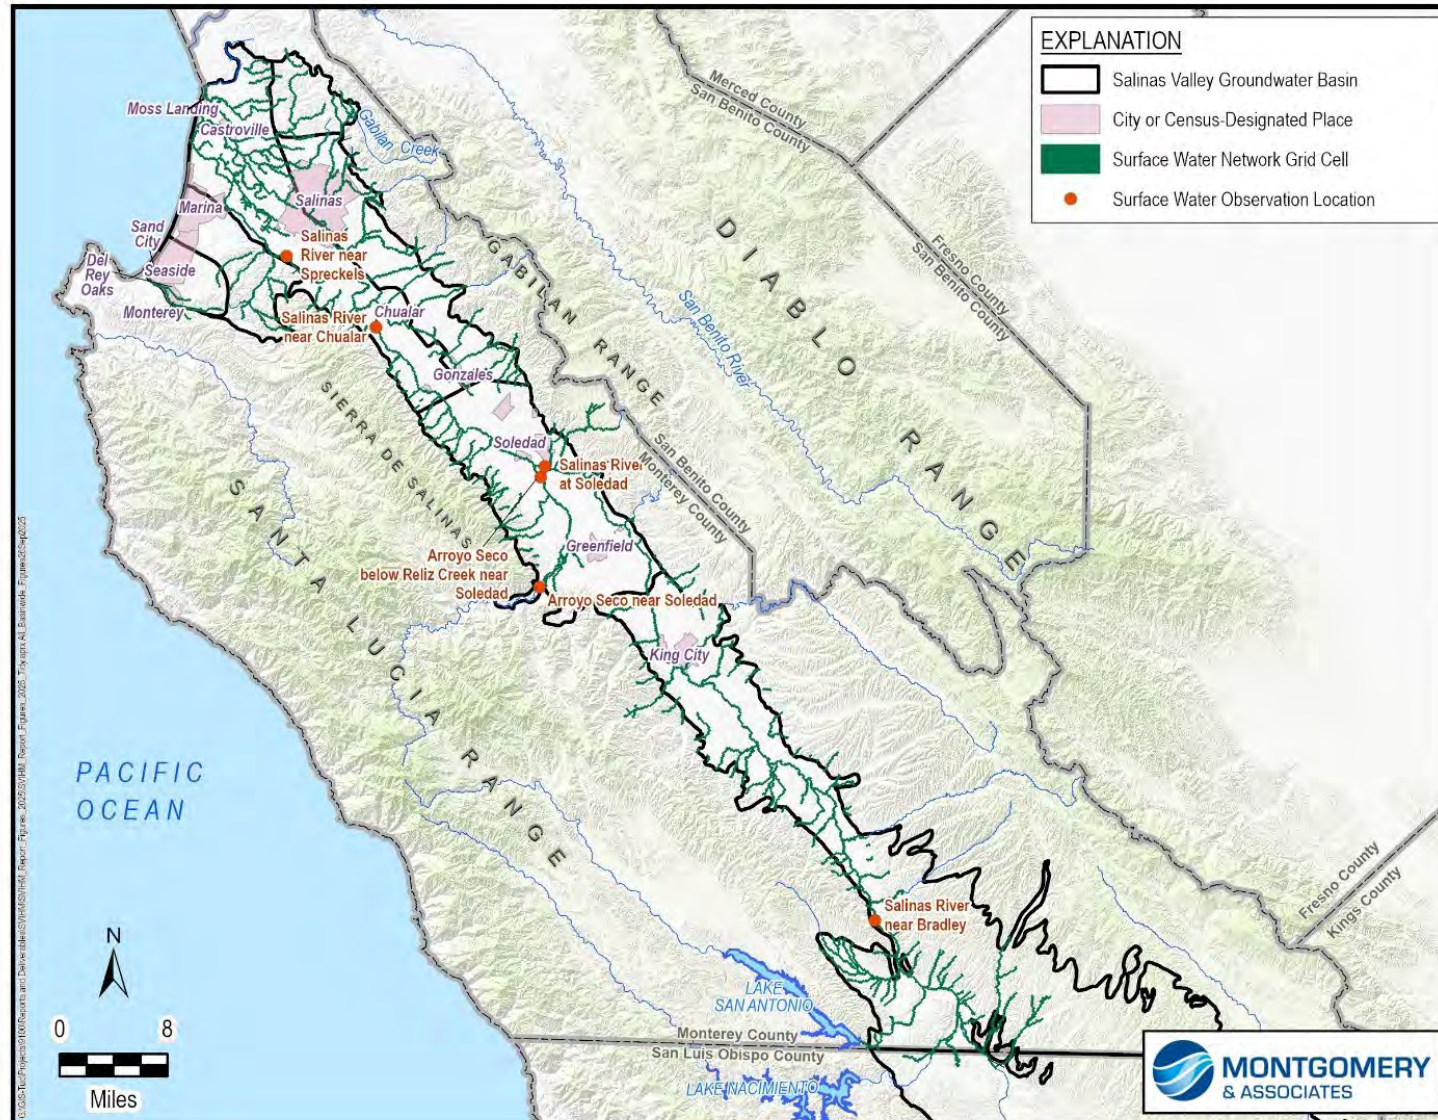 EXPLANATION
Salinas Valley Groundwater Basin
City or Census-Designated Place
Surface Water Network Grid Cell
Surface Water Observation Location
Merced County
San Benito County
Fresno County
San Benito County
Moss Landing
Castroville
Gabilan Creek
Marina
Salinas
Sand
City
Salinas
River near
Spreckels
Del
Rey
Oaks
Seaside
Monterey
Salinas River
near Chualar
Chualar
GABILAN RANGE
DIABLO RANGE
San Benito River
Gonzales
SIERRA DE SALINAS
Soledad
San Benito County
Monterey County
Salinas River
at Soledad
SANTA LUCIA RANGE
Greenfield
Arroyo Seco
below Reliz Creek near
Soledad
Arroyo Seco near Soledad
King City
PACIFIC
OCEAN
Fresno County
Kings County
Salinas River
near Bradley
N
LAKE
SAN ANTONIO
0 8
Miles
Monterey County
San Luis Obispo County
LAKE NACIMIENTO
MONTGOMERY
& ASSOCIATES